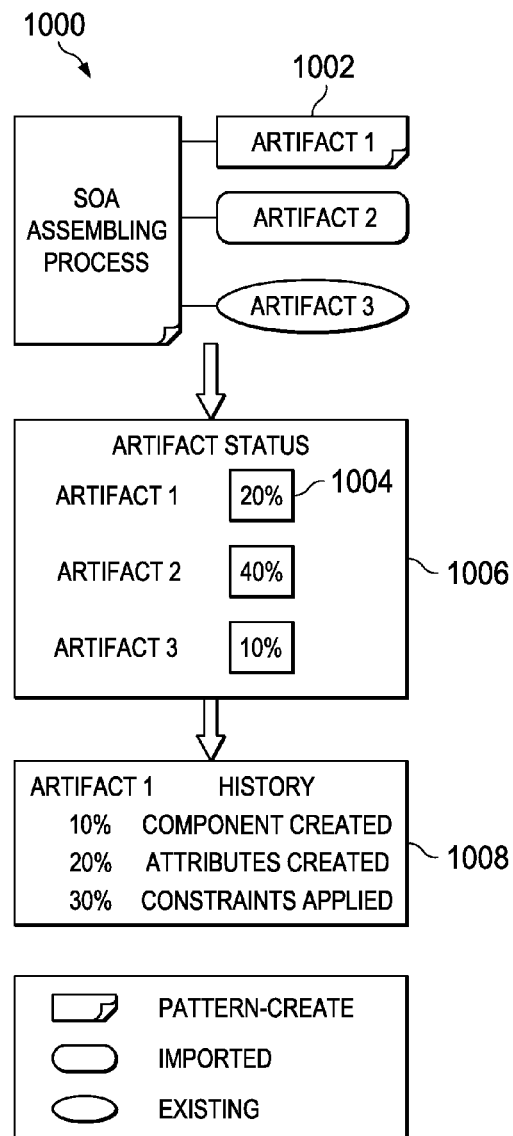 1000
1002
SOA
ASSEMBLING
PROCESS
ARTIFACT 1
ARTIFACT 2
ARTIFACT 3
ARTIFACT STATUS
ARTIFACT 1 20% 1004
ARTIFACT 2 40%
1006
ARTIFACT 3 10%
ARTIFACT 1 HISTORY
10% COMPONENT CREATED
20% ATTRIBUTES CREATED
1008
30% CONSTRAINTS APPLIED
PATTERN-CREATE
IMPORTED
EXISTING